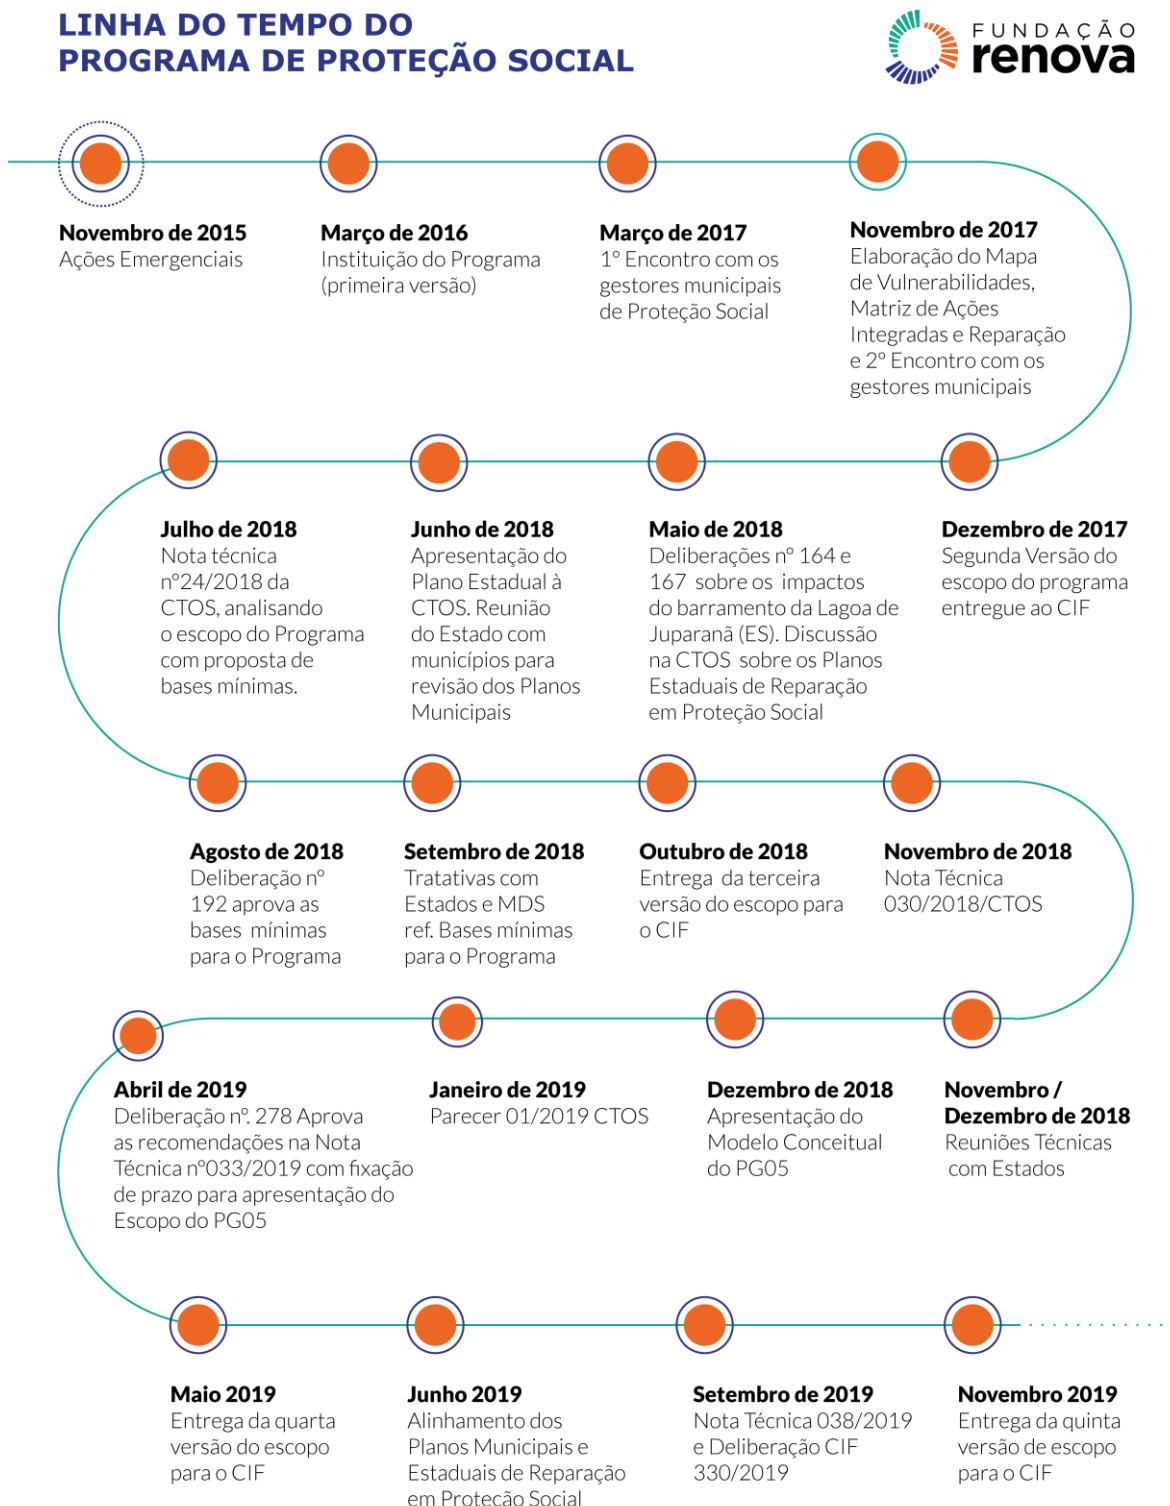 LINHA DO TEMPO DO
PROGRAMA DE PROTEÇÃO SOCIAL
FUNDAÇÃO
renova
Novembro de 2015
Ações Emergenciais
Março de 2016
Instituição do Programa
(primeira versão)
Março de 2017
1º Encontro com os
gestores municipais
de Proteção Social
Novembro de 2017
Elaboração do Mapa
de Vulnerabilidades,
Matriz de Ações
Integradas e Reparação
e 2º Encontro com os
gestores municipais
Dezembro de 2017
Segunda Versão do
escopo do programa
entregue ao CIF
Maio de 2018
Deliberações nº 164 e
167 sobre os impactos
do barramento da Lagoa de
Juparanã (ES). Discussão
na CTOS sobre os Planos
Estaduais de Reparação
em Proteção Social
Junho de 2018
Apresentação do
Plano Estadual à
CTOS. Reunião
do Estado com
municípios para
revisão dos Planos
Municipais
Julho de 2018
Nota técnica
nº24/2018 da
CTOS, analisando
o escopo do Programa
com proposta de
bases mínimas.
Agosto de 2018
Deliberação nº
192 aprova as
bases mínimas
para o Programa
Setembro de 2018
Tratativas com
Estados e MDS
ref. Bases mínimas
para o Programa
Outubro de 2018
Entrega da terceira
versão do escopo para
o CIF
Novembro de 2018
Nota Técnica
030/2018/CTOS
Novembro /
Dezembro de 2018
Reuniões Técnicas
com Estados
Dezembro de 2018
Apresentação do
Modelo Conceitual
do PG05
Janeiro de 2019
Parecer 01/2019 CTOS
Abril de 2019
Deliberação nº. 278 Aprova
as recomendações na Nota
Técnica nº033/2019 com fixação
de prazo para apresentação do
Escopo do PG05
Maio 2019
Entrega da quarta
versão do escopo
para o CIF
Junho 2019
Alinhamento dos
Planos Municipais e
Estaduais de Reparação
em Proteção Social
Setembro de 2019
Nota Técnica 038/2019
e Deliberação CIF
330/2019
Novembro 2019
Entrega da quinta
versão de escopo
para o CIF